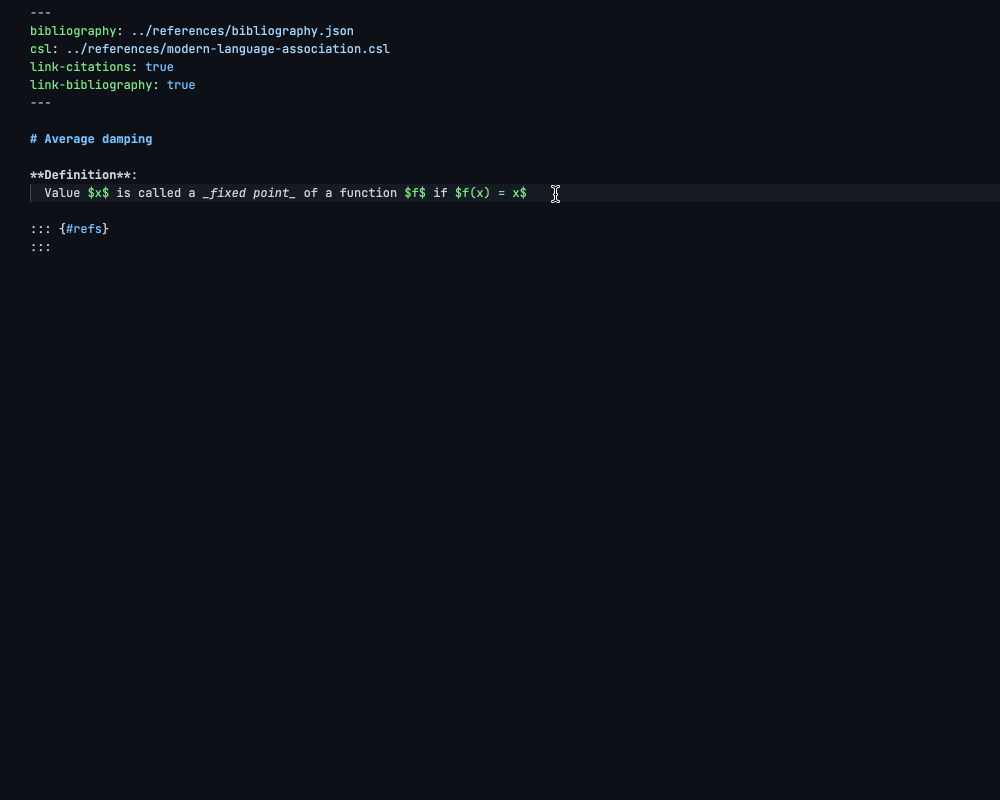 ---
bibliography: ../references/bibliography.json
csl: ../references/modern-language-association.csl
link-citations: true
link-bibliography: true
---
# Average damping
**Definition**:
Value $x$ is called a _fixed point_ of a function $f$ if $f(x) = x$
::: {#refs}
:::